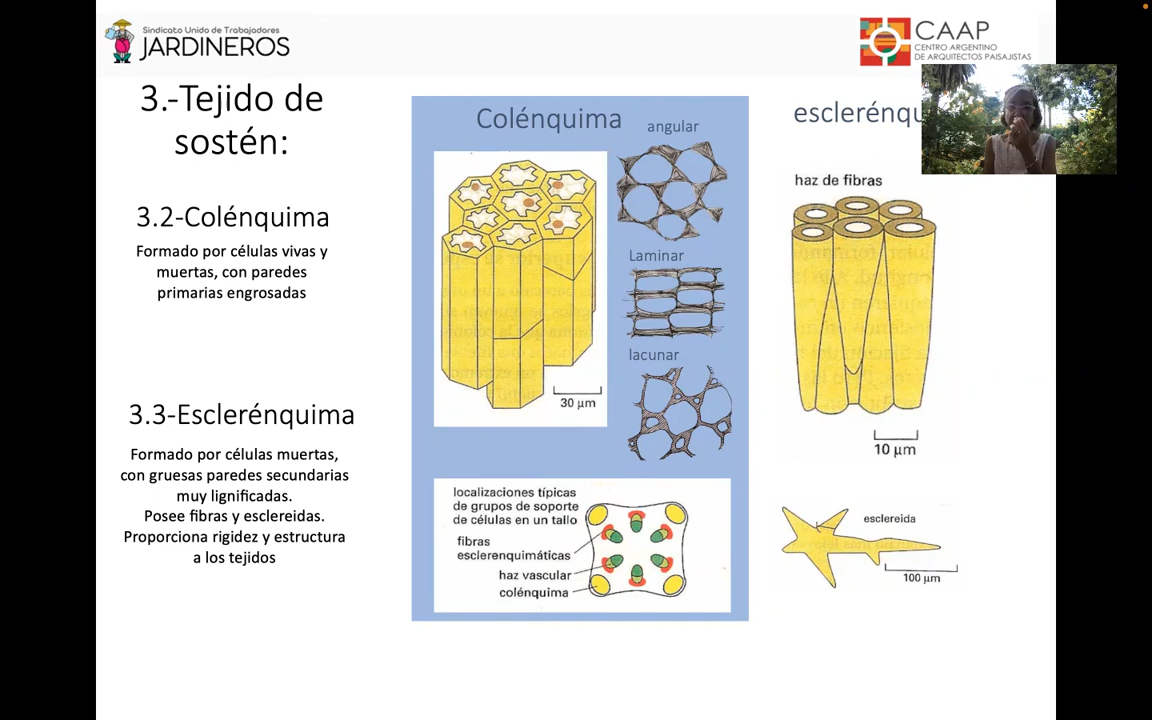 Sindicato Unido de Trabajadores
JARDINEROS
CAAP
CENTRO ARGENTINO
DE ARQUITECTOS PAISAJISTAS
3.-Tejido de
sostén:
3.2-Colénquima
Formado por células vivas y
muertas, con paredes
primarias engrosadas
3.3-Esclerénquima
Formado por células muertas,
con gruesas paredes secundarias
muy lignificadas.
Posee fibras y esclereidas.
Proporciona rigidez y estructura
a los tejidos
Colénquima
angular
Laminar
lacunar
30 µm
localizaciones típicas
de grupos de soporte
de células en un tallo
fibras
esclerenquimáticas
haz vascular
colénquima
esclerénqu
haz de fibras
10 µm
esclereida
100 µm